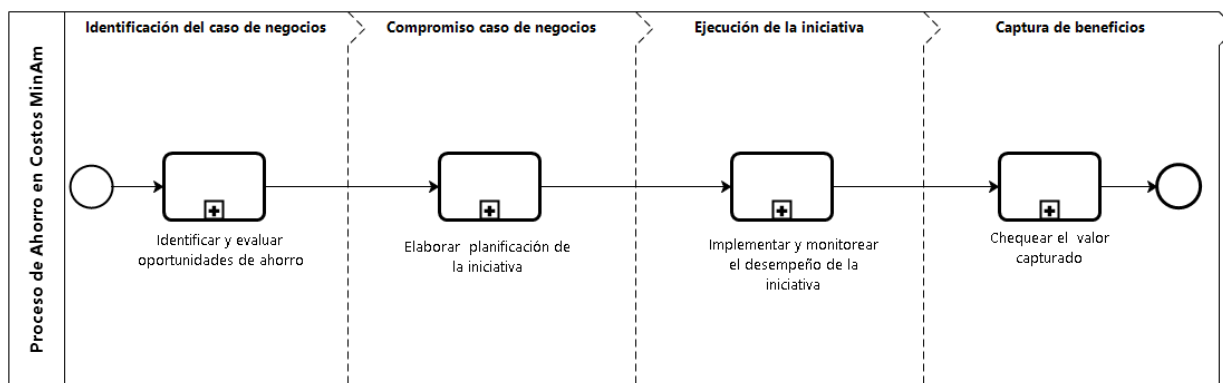 Proceso de Ahorro en Costos MinAm
Identificación del caso de negocios
Compromiso caso de negocios
Ejecución de la iniciativa
Captura de beneficios
Identificar y evaluar
oportunidades de ahorro
Elaborar planificación de
la iniciativa
Implementar y monitorear
el desempeño de la
iniciativa
Chequear el valor
capturado